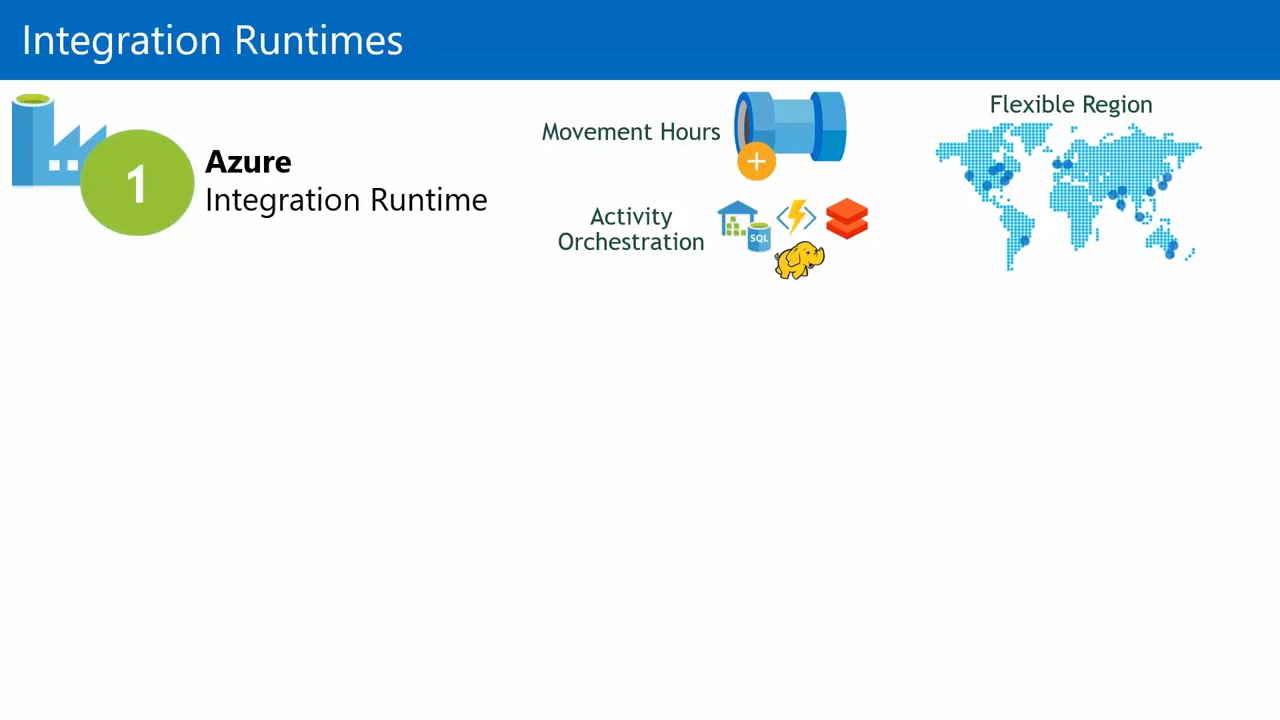 Integration Runtimes
1
Azure
Integration Runtime
Movement Hours
Activity
Orchestration
SQL
Flexible Region